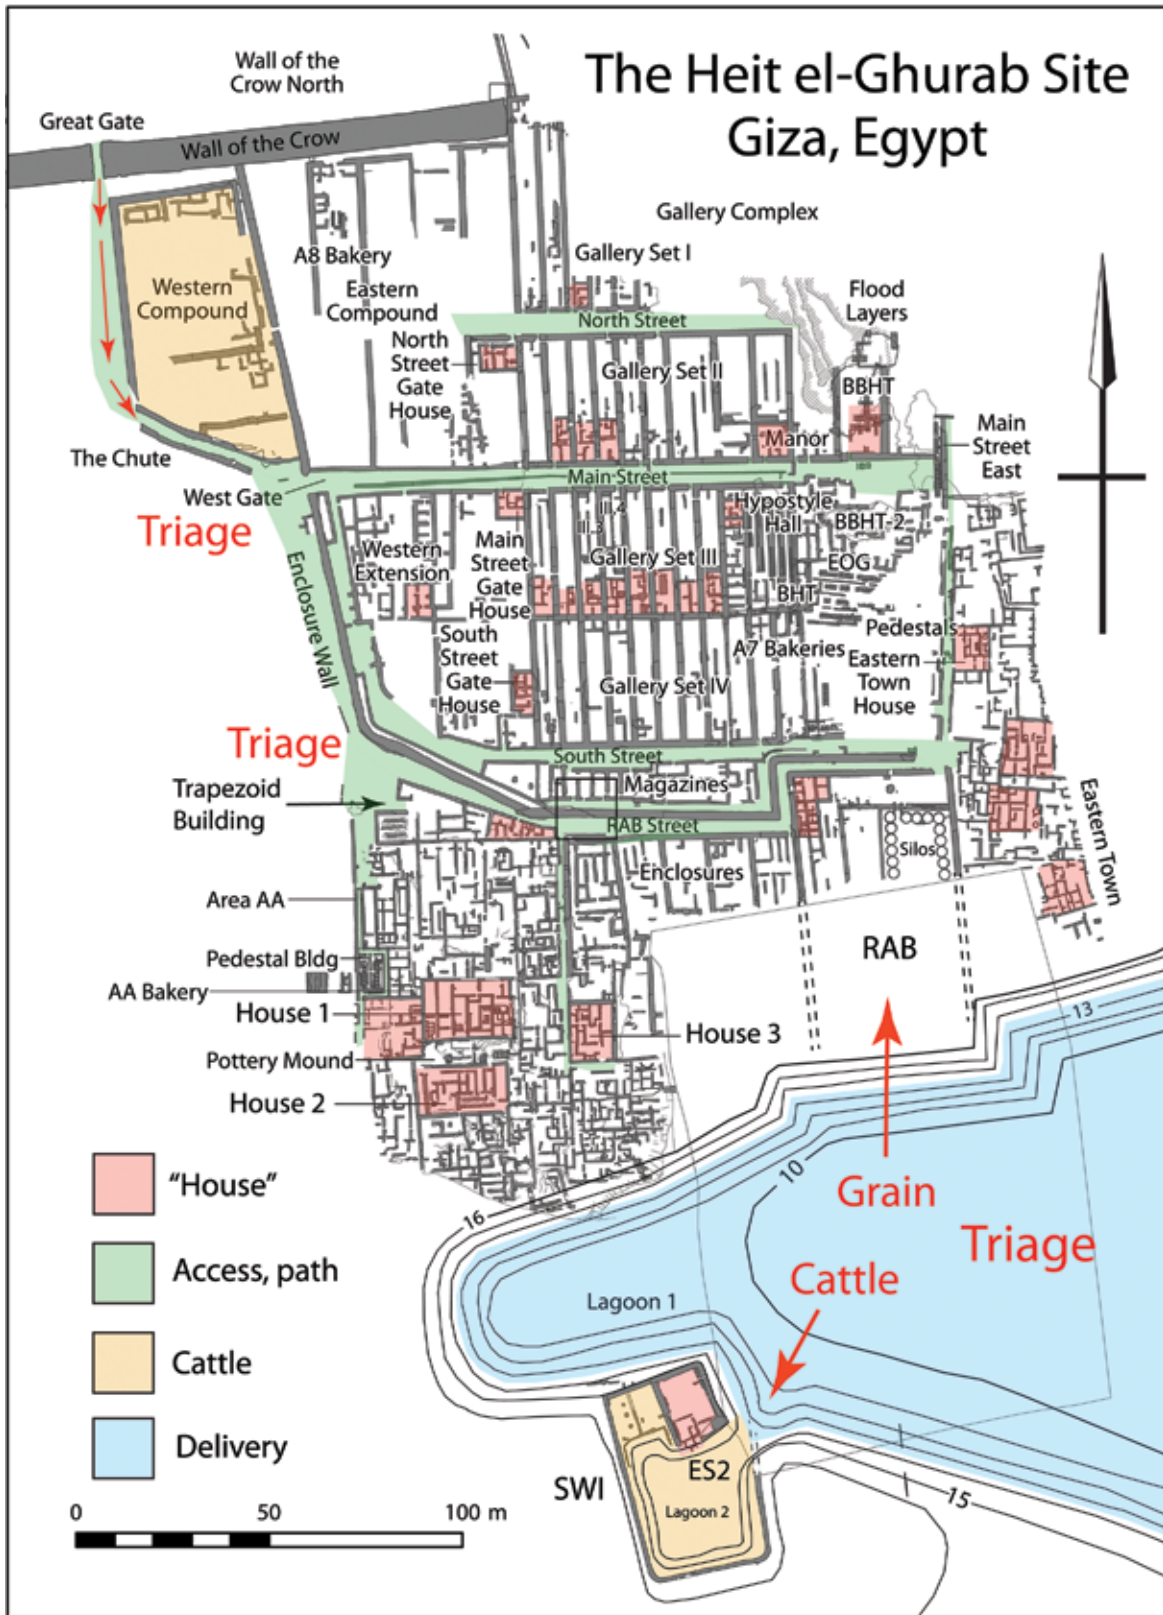 The Heit el-Ghurab Site
Giza, Egypt
Wall of the
Crow North
Great Gate
Wall of the Crow
Gallery Complex
A8 Bakery
Gallery Set I
Western
Compound
Eastern
Compound
Flood
Layers
North Street
North
Street
Gate
House
Gallery Set II
BBHT
Manor
Main
Street
East
The Chute
West Gate
Main Street
Triage
III.4
III.3
Hypostyle
Hall
BBHT-2
Western
Extension
Main
Street
Gate
House
Gallery Set III
EOG
BHT
Enclosure Wall
Pedestals
A7 Bakeries
Eastern
Town
House
South
Street
Gate
House
Gallery Set IV
Triage
South Street
Magazines
Trapezoid
Building
RAB Street
Eastern Town
Silos
Enclosures
Area AA
RAB
Pedestal Bldg
AA Bakery
House 1
13
House 3
Pottery Mound
House 2
10
"House"
Grain
16
Triage
Access, path
Cattle
Lagoon 1
Cattle
Delivery
ES2
SWI
15
Lagoon 2
0 50 100 m